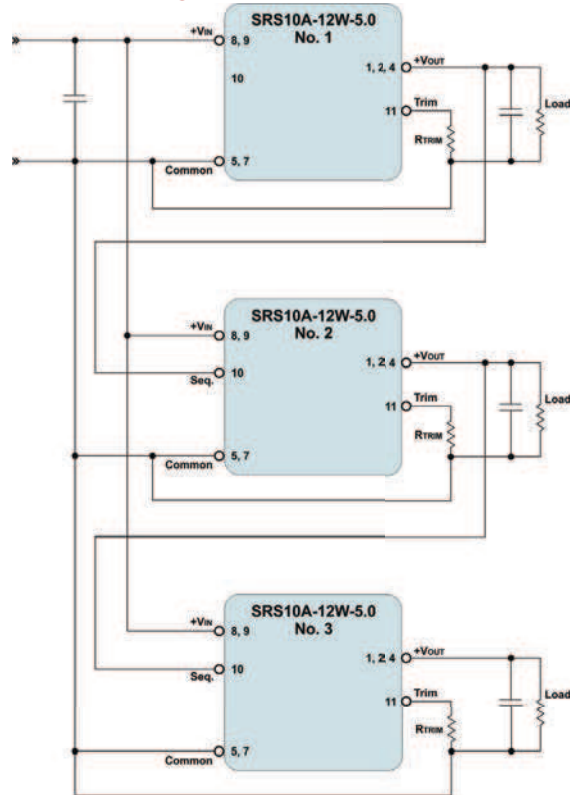 SRS10A-12W-5.0
No. 1
+VIN
8, 9
10
1, 2, 4
+VOUT
11
Trim
RTRIM
Load
5, 7
Common
SRS10A-12W-5.0
No. 2
+VIN
8, 9
Seq.
10
1, 2, 4
+VOUT
11
Trim
RTRIM
Load
5, 7
Common
SRS10A-12W-5.0
No. 3
+VIN
8, 9
Seq.
10
1, 2, 4
+VOUT
11
Trim
RTRIM
Load
5, 7
Common